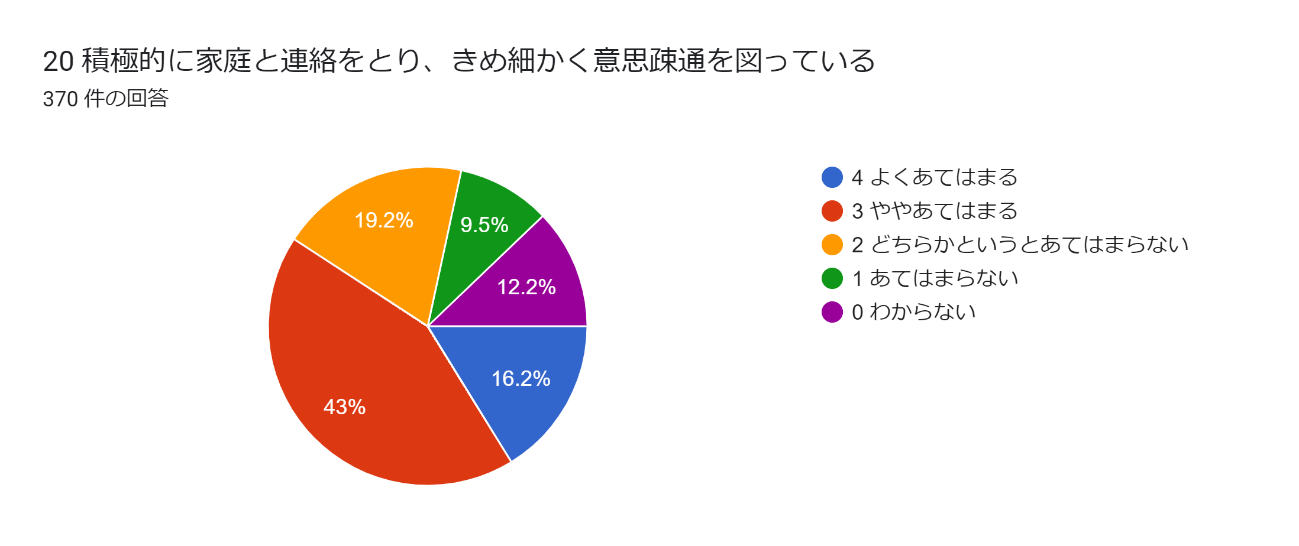 20 積極的に家庭と連絡をとり、きめ細かく意思疎通を図っている
370 件の回答
4 よくあてはまる
3 ややあてはまる
2 どちらかというとあてはまらない
1 あてはまらない
0 わからない
19.2%
9.5%
12.2%
16.2%
43%